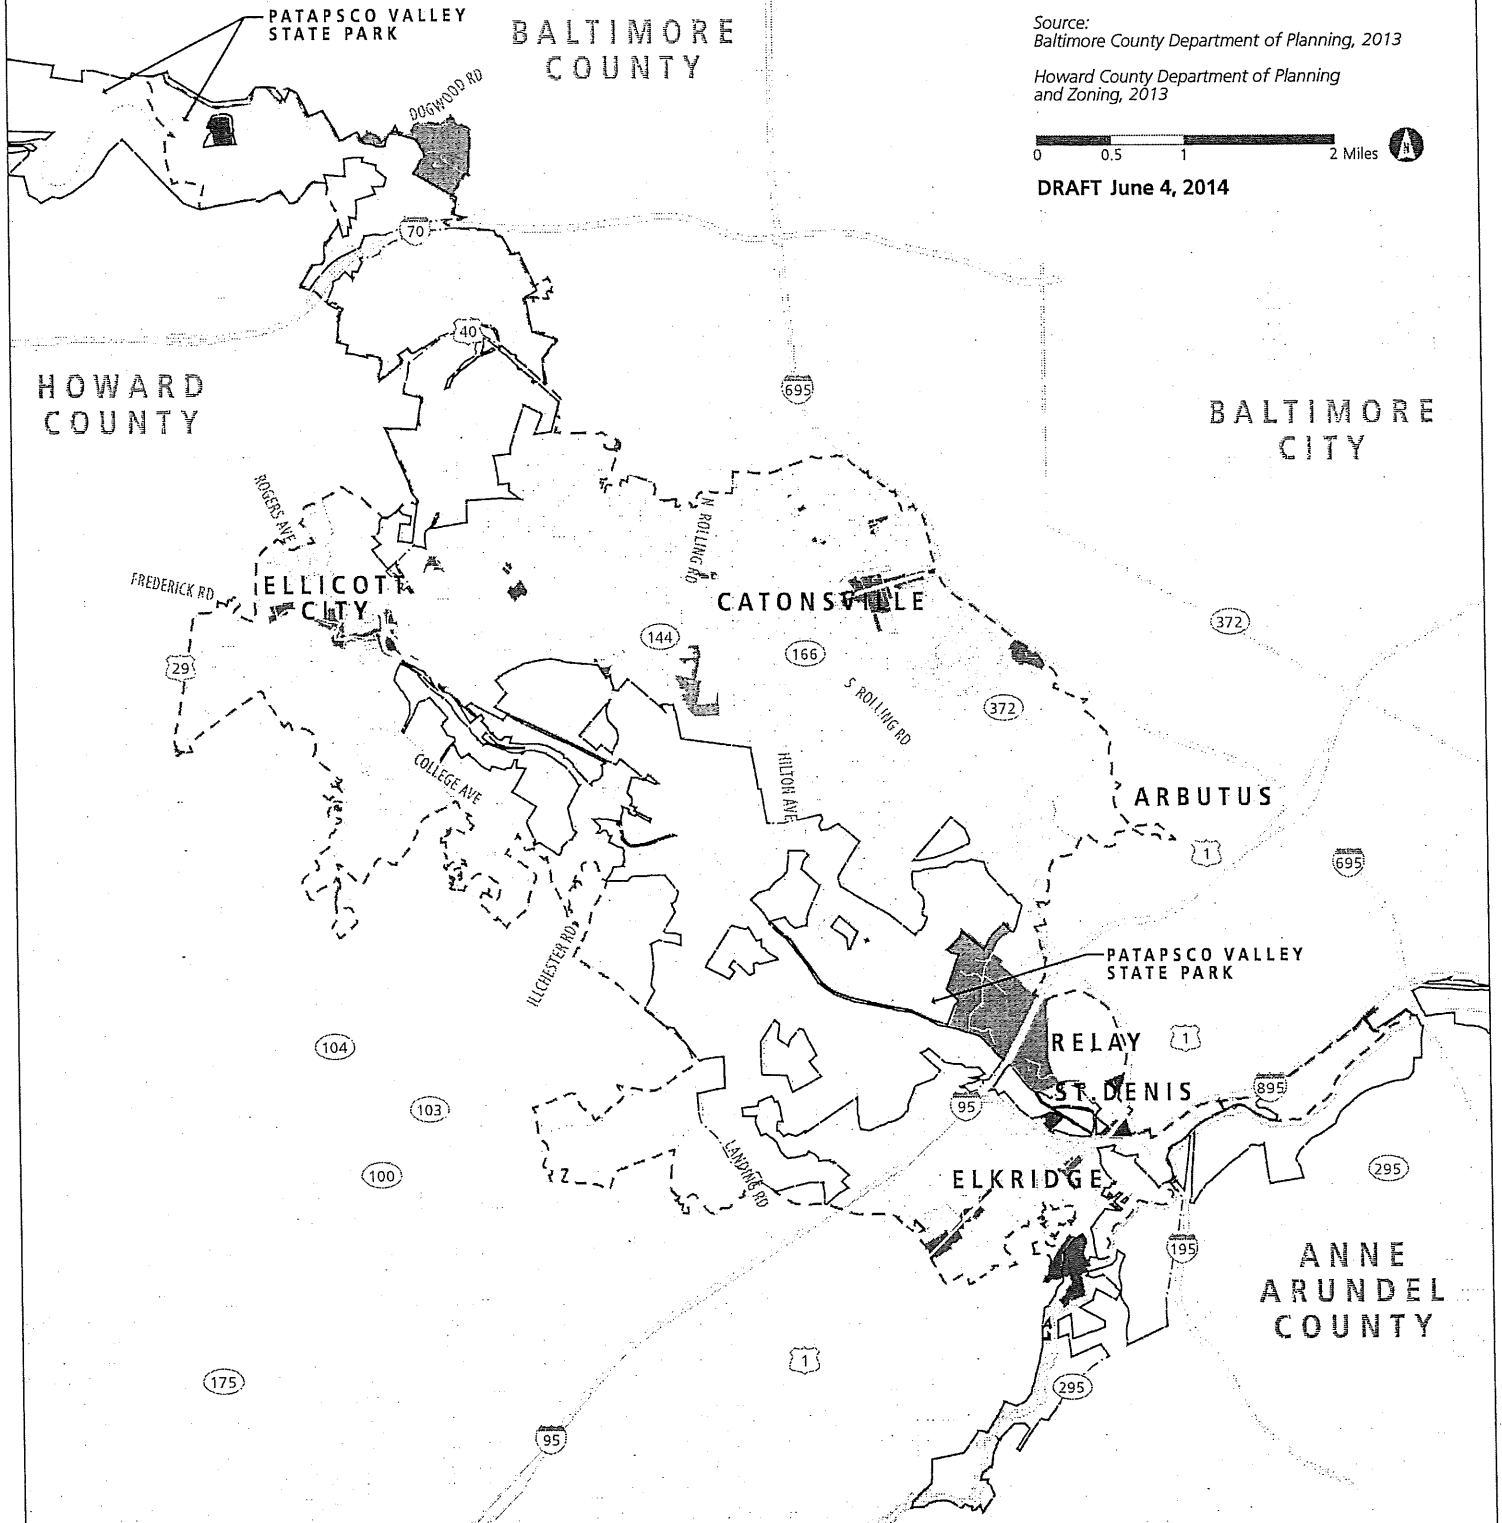 PATAPSCO VALLEY
STATE PARK
BALTIMORE
COUNTY
Source:
Baltimore County Department of Planning, 2013
Howard County Department of Planning
and Zoning, 2013
0 0.5 1 2 Miles
N
DRAFT June 4, 2014
DOGWOOD RD
70
40
HOWARD
COUNTY
695
BALTIMORE
CITY
ROGERS AVE
N ROLLING RD
FREDERICK RD
ELLICOTT
CITY
CATONSVILLE
372
144
166
29
S ROLLING RD
372
COLLEGE AVE
HILTON AVE
ARBUTUS
1
695
ILLCHESTER RD
PATAPSCO VALLEY
STATE PARK
104
RELAY
1
ST. DENIS
895
103
95
LANDING RD
100
ELKRIDGE
295
195
ANNE
ARUNDEL
COUNTY
1
175
295
95